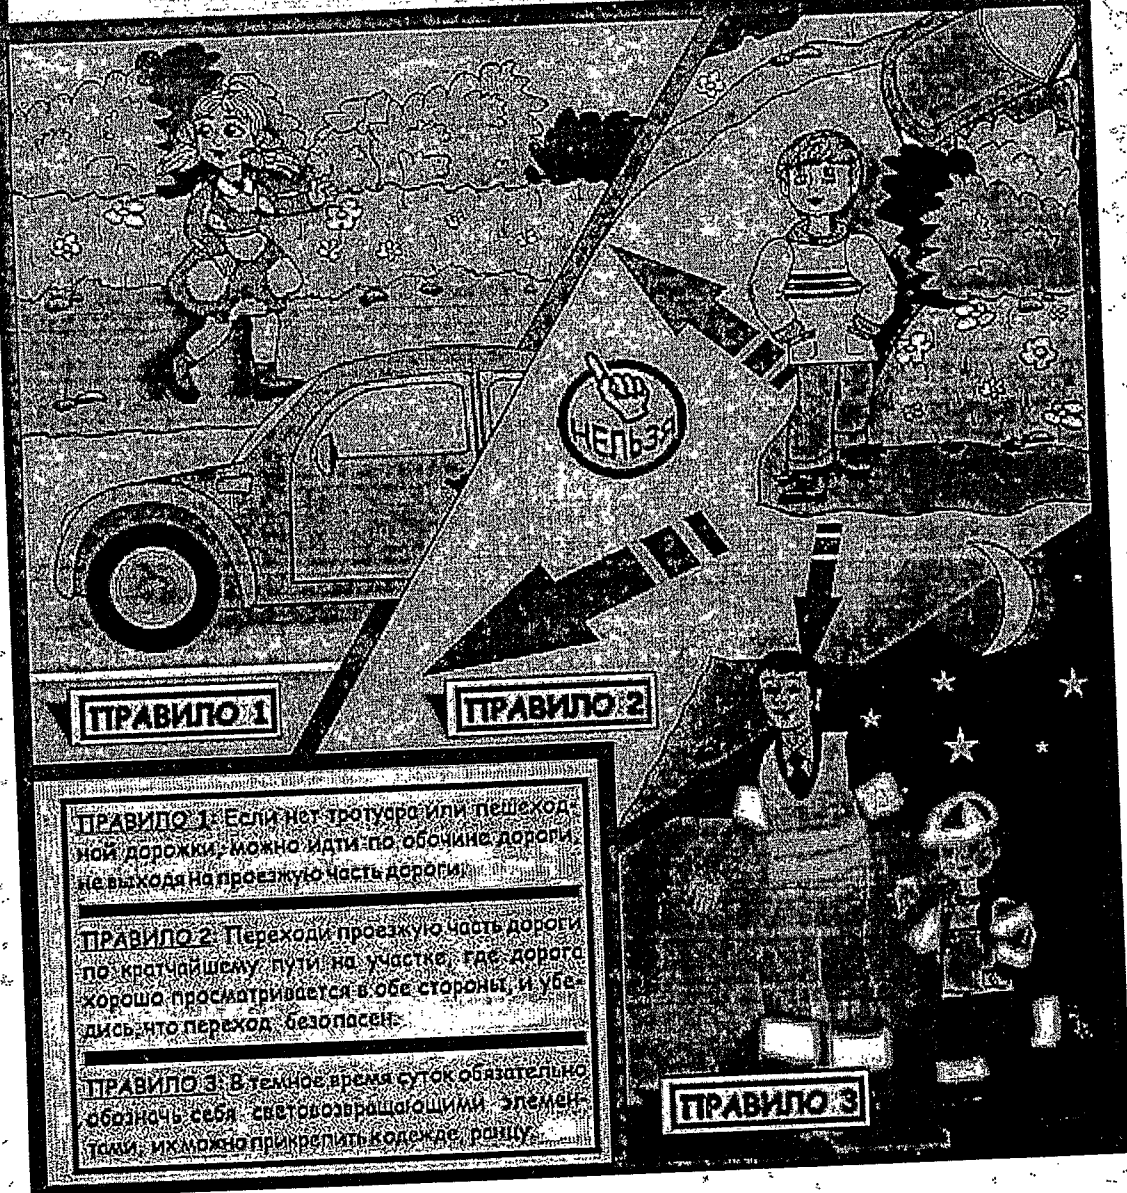 НЕЛЬЗЯ
ПРАВИЛО 1
ПРАВИЛО 2
ПРАВИЛО 1: Если нет тротуара или пешеход-
ной дорожки, можно идти по обочине дороги,
не выходя на проезжую часть дороги.
ПРАВИЛО 2: Переходи проезжую часть дороги
по кратчайшему пути на участке, где дорога
хорошо просматривается в обе стороны, и убе-
дись, что переход безопасен.
ПРАВИЛО 3: В темное время суток обязательно
обозначь себя световозвращающими элемен-
тами, их можно прикрепить к одежде, ранцу.
ПРАВИЛО 3